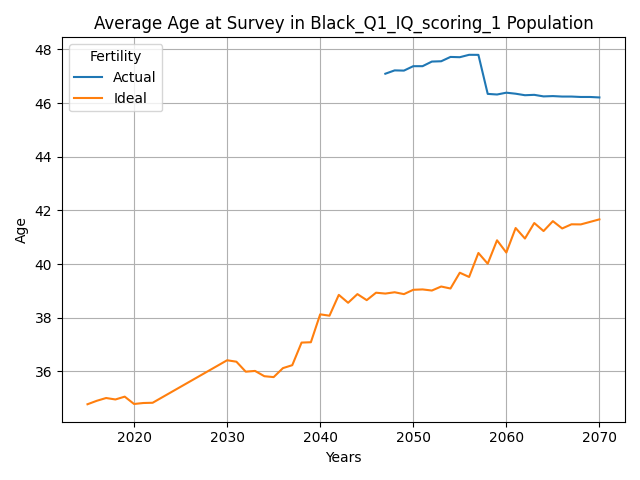 Average Age at Survey in Black_Q1_IQ_scoring_1 Population
48
46
44
42
40
38
36
Age
Fertility
Actual
Ideal
2020 2030 2040 2050 2060 2070
Years